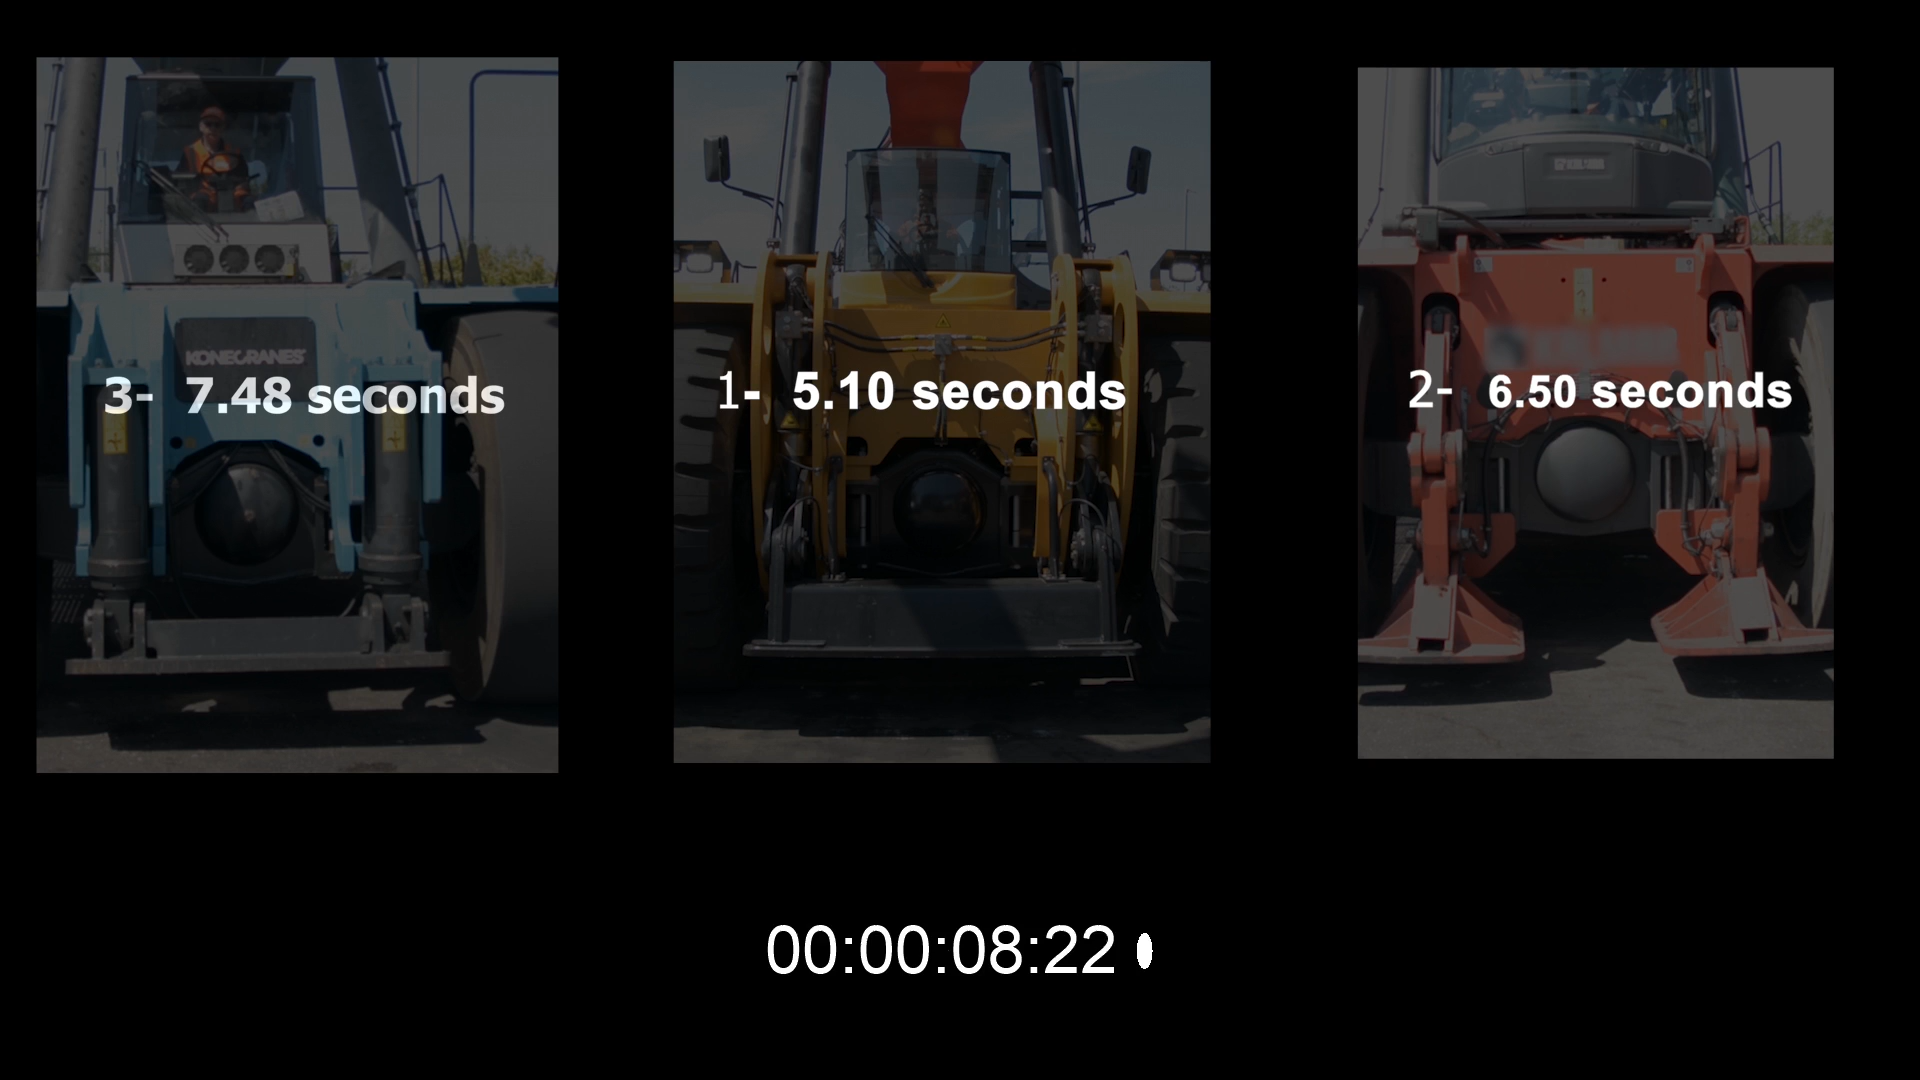 KONECRANES
3- 7.48 seconds
1- 5.10 seconds
2- 6.50 seconds
00:00:08:22